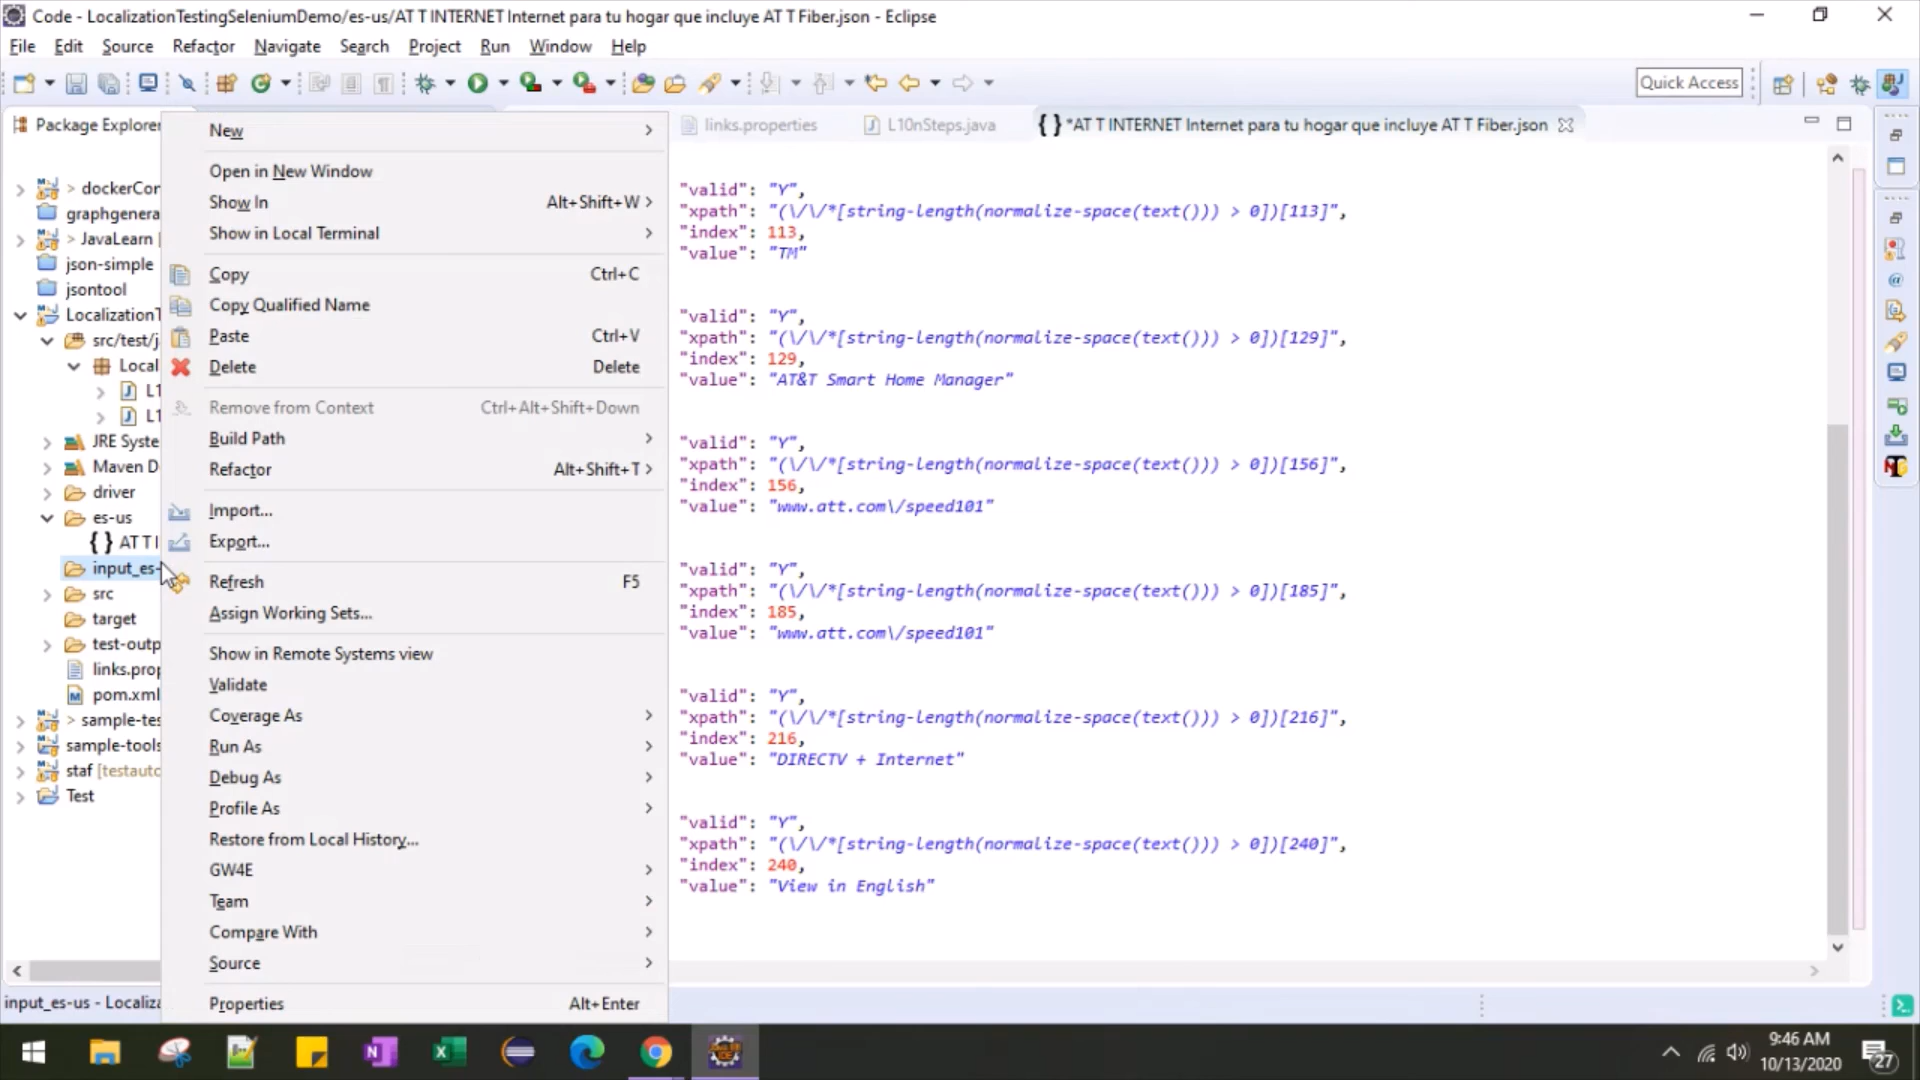 Code - LocalizationTestingSeleniumDemo/es-us/AT T INTERNET Internet para tu hogar que incluye AT T Fiber.json - Eclipse
File Edit Source Refactor Navigate Search Project Run Window Help
Quick Access
Package Explorer
links.properties
L10nSteps.java
{ } *AT T INTERNET Internet para tu hogar que incluye AT T Fiber.json
> dockerCor
graphgenera
> JavaLearn [
json-simple
jsontool
LocalizationT
src/test/j
Local
L1
L1
JRE Syste
Maven D
driver
es-us
{ } AT T I
input_es-
src
target
test-outp
links.prop
pom.xml
> sample-tes
sample-tools
staf [testauto
Test
New
Open in New Window
Show In Alt+Shift+W
Show in Local Terminal
Copy Ctrl+C
Copy Qualified Name
Paste Ctrl+V
Delete Delete
Remove from Context Ctrl+Alt+Shift+Down
Build Path
Refactor Alt+Shift+T
Import...
Export...
Refresh F5
Assign Working Sets...
Show in Remote Systems view
Validate
Coverage As
Run As
Debug As
Profile As
Restore from Local History...
GW4E
Team
Compare With
Source
Properties Alt+Enter
"valid": "Y",
"xpath": "(\/\/*[string-length(normalize-space(text())) > 0])[113]",
"index": 113,
"value": "TM"
"valid": "Y",
"xpath": "(\/\/*[string-length(normalize-space(text())) > 0])[129]",
"index": 129,
"value": "AT&T Smart Home Manager"
"valid": "Y",
"xpath": "(\/\/*[string-length(normalize-space(text())) > 0])[156]",
"index": 156,
"value": "www.att.com\/speed101"
"valid": "Y",
"xpath": "(\/\/*[string-length(normalize-space(text())) > 0])[185]",
"index": 185,
"value": "www.att.com\/speed101"
"valid": "Y",
"xpath": "(\/\/*[string-length(normalize-space(text())) > 0])[216]",
"index": 216,
"value": "DIRECTV + Internet"
"valid": "Y",
"xpath": "(\/\/*[string-length(normalize-space(text())) > 0])[240]",
"index": 240,
"value": "View in English"
input_es-us - Localiza
9:46 AM
10/13/2020
27